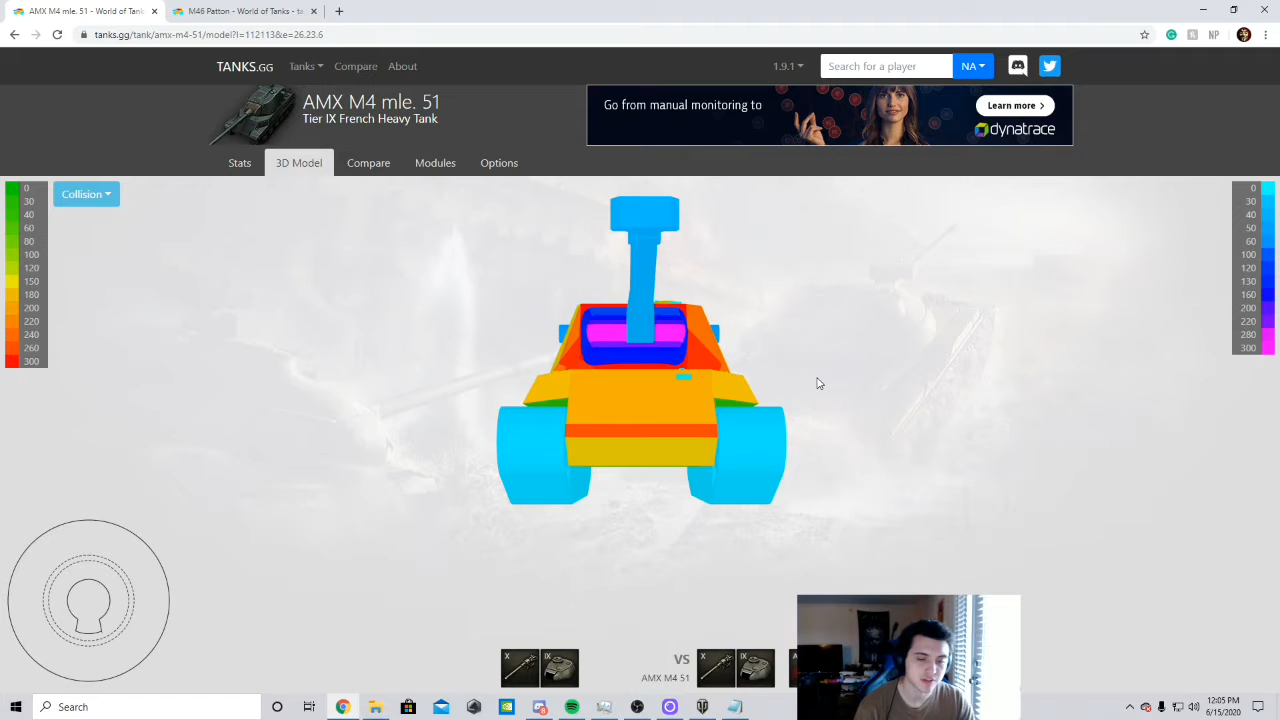 AMX M4 mle. 51 - World of Tank
M46 Patton - World of Tanks - ta
tanks.gg/tank/amx-m4-51/model?l=112113&e=26.23.6
NP
TANKS.GG
Tanks
Compare
About
1.9.1
Search for a player
NA
AMX M4 mle. 51
Tier IX French Heavy Tank
Go from manual monitoring to
Learn more
dynatrace
Stats
3D Model
Compare
Modules
Options
Collision
0
30
40
60
80
100
120
150
180
200
220
240
260
300
0
30
40
50
60
100
120
130
160
200
220
280
300
X
IX
VS
AMX M4 51
X
IX
A
Search
12:05 PM
6/15/2020